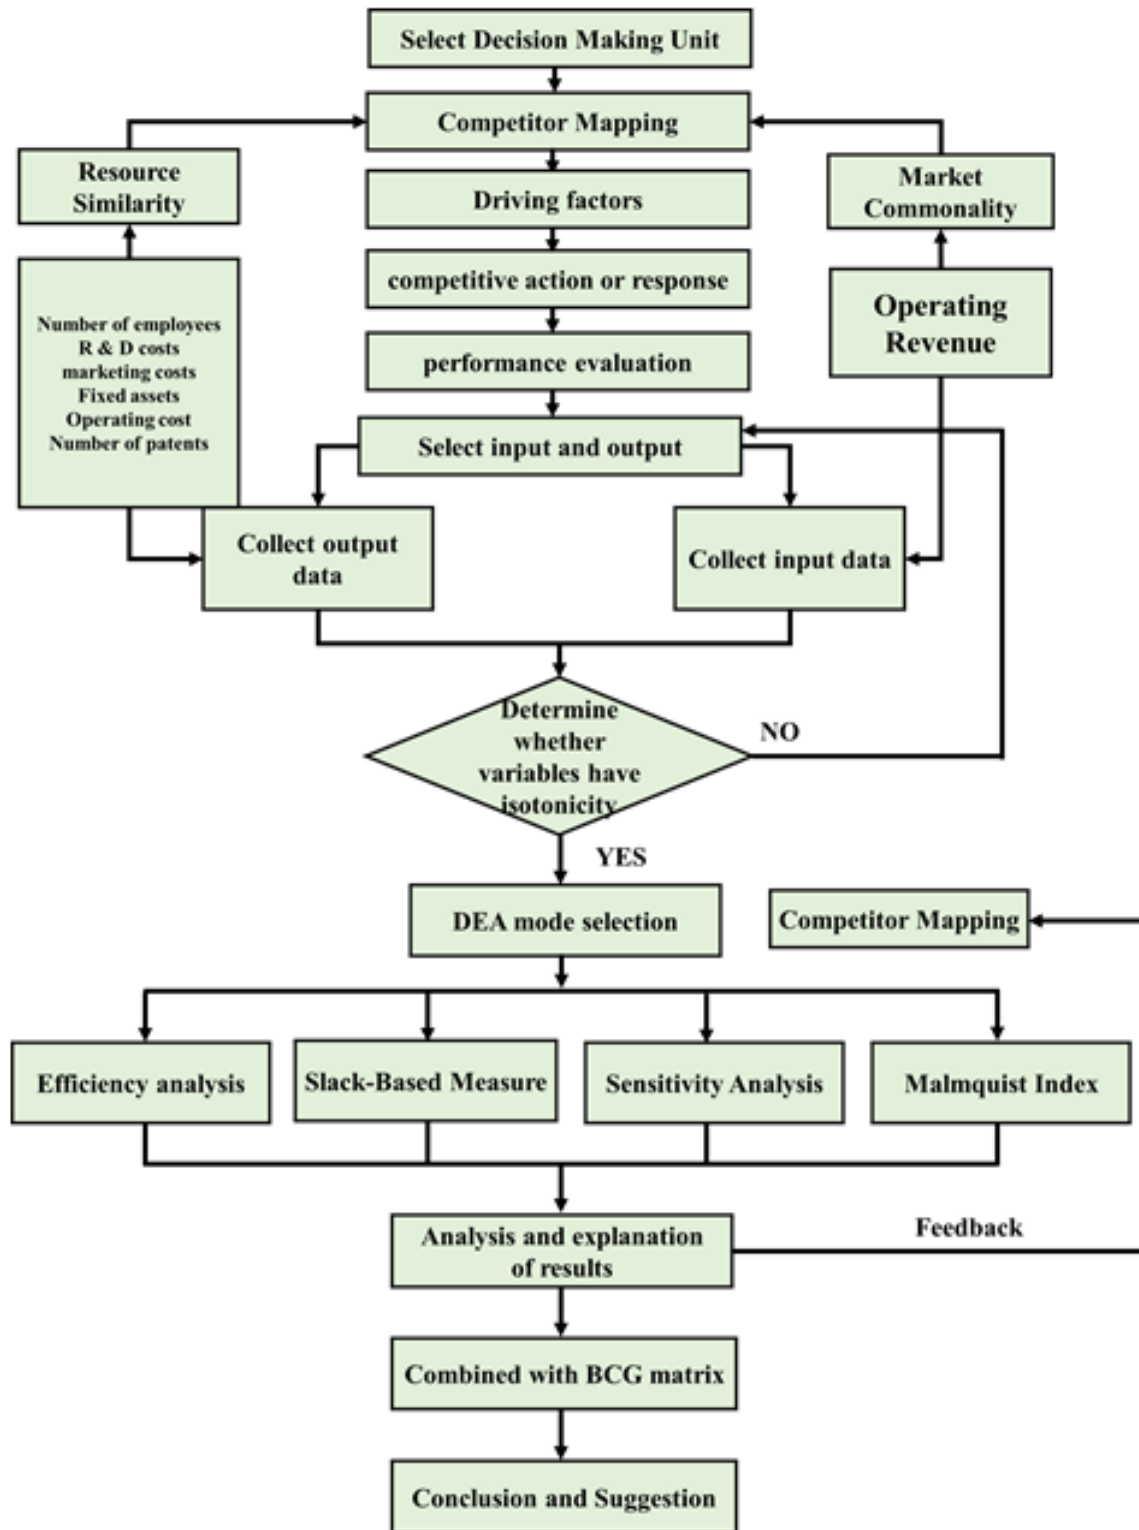 Select Decision Making Unit
Competitor Mapping
Resource
Similarity
Market
Commonality
Driving factors
competitive action or response
Operating
Revenue
Number of employees
R & D costs
marketing costs
Fixed assets
Operating cost
Number of patents
performance evaluation
Select input and output
Collect output
data
Collect input data
Determine
whether
variables have
isotonicity
NO
YES
DEA mode selection
Competitor Mapping
Efficiency analysis
Slack-Based Measure
Sensitivity Analysis
Malmquist Index
Analysis and explanation
of results
Feedback
Combined with BCG matrix
Conclusion and Suggestion